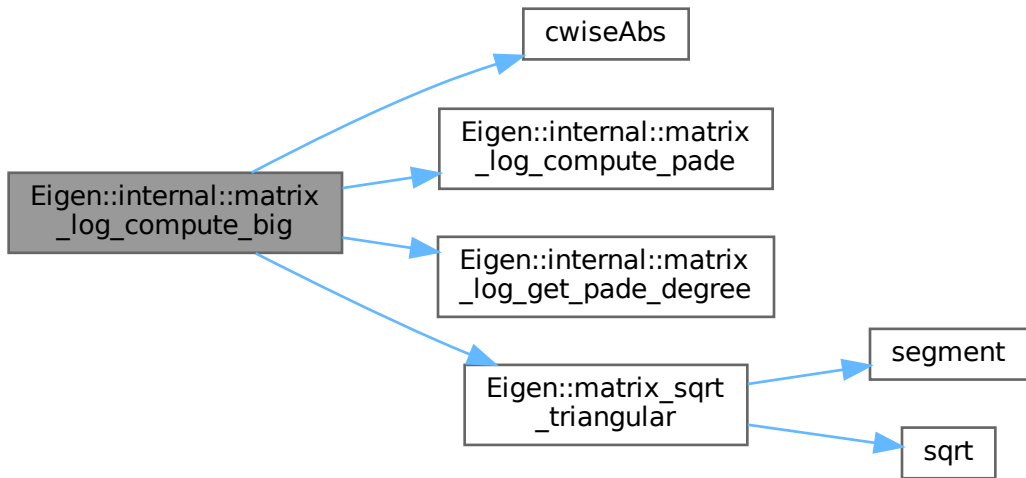 cwiseAbs
Eigen::internal::matrix
_log_compute_pade
Eigen::internal::matrix
_log_compute_big
Eigen::internal::matrix
_log_get_pade_degree
segment
Eigen::matrix_sqrt
_triangular
sqrt